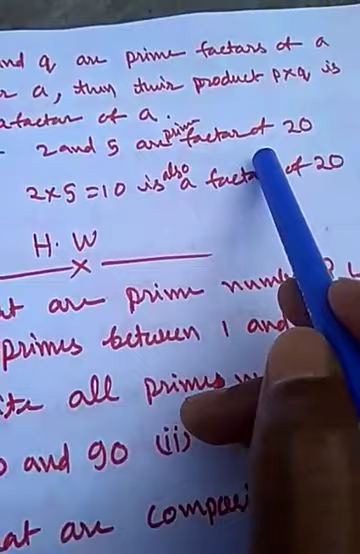 and q are prime factors of a
r a, then their product p×q is
a factor of a.
2 and 5 are prime factor of 20
2×5=10 is also a factor of 20
H.W
×
at are prime num
primes between 1 and
ite all primes
and 90 (ii)
at are